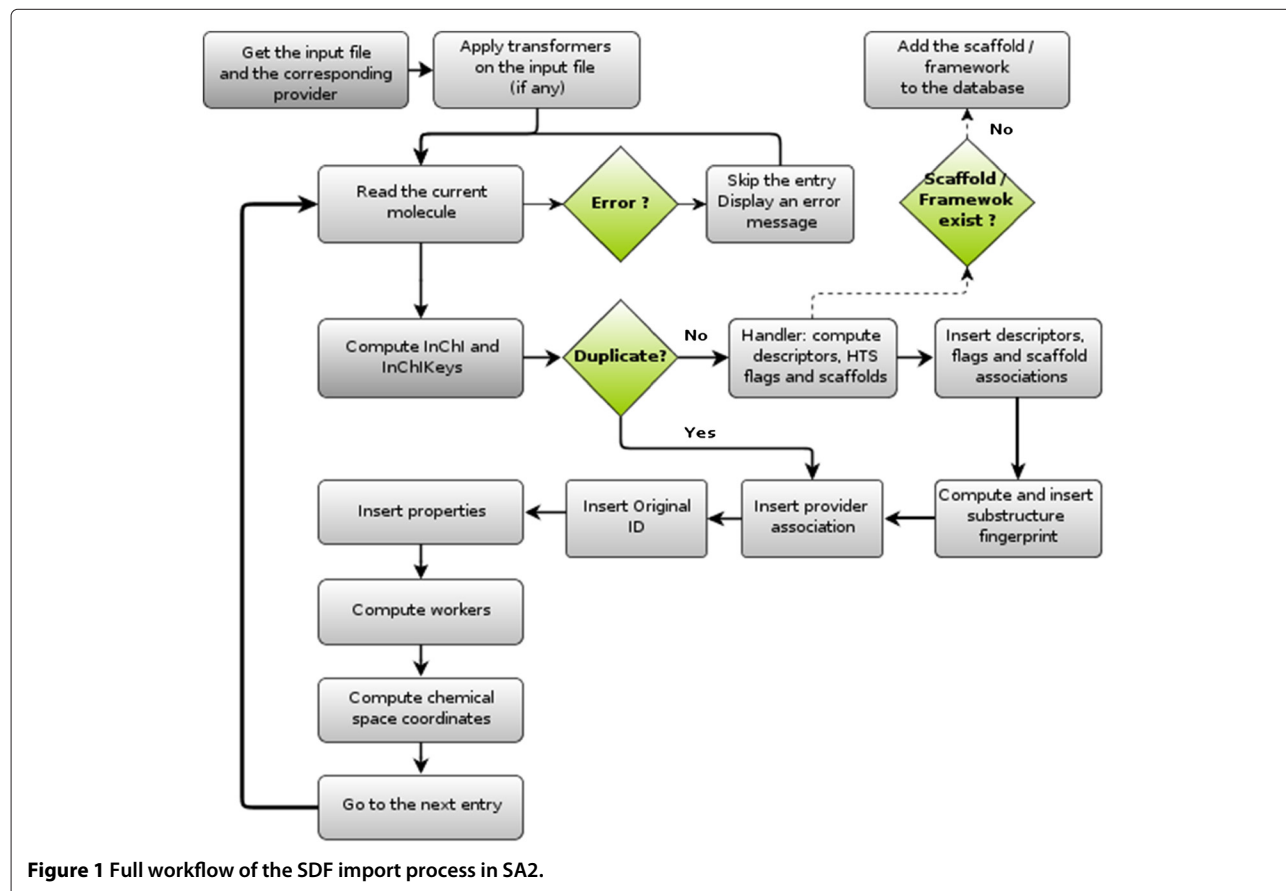 Get the input file
and the corresponding
provider
Apply transformers
on the input file
(if any)
Add the scaffold /
framework
to the database
No
Read the current
molecule
Error ?
Skip the entry
Display an error
message
Scaffold /
Framewok
exist ?
Compute InChI and
InChIKeys
Duplicate?
No
Handler: compute
descriptors, HTS
flags and scaffolds
Insert descriptors,
flags and scaffold
associations
Yes
Insert properties
Insert Original
ID
Insert provider
association
Compute and insert
substructure
fingerprint
Compute workers
Compute chemical
space coordinates
Go to the next entry
Figure 1 Full workflow of the SDF import process in SA2.